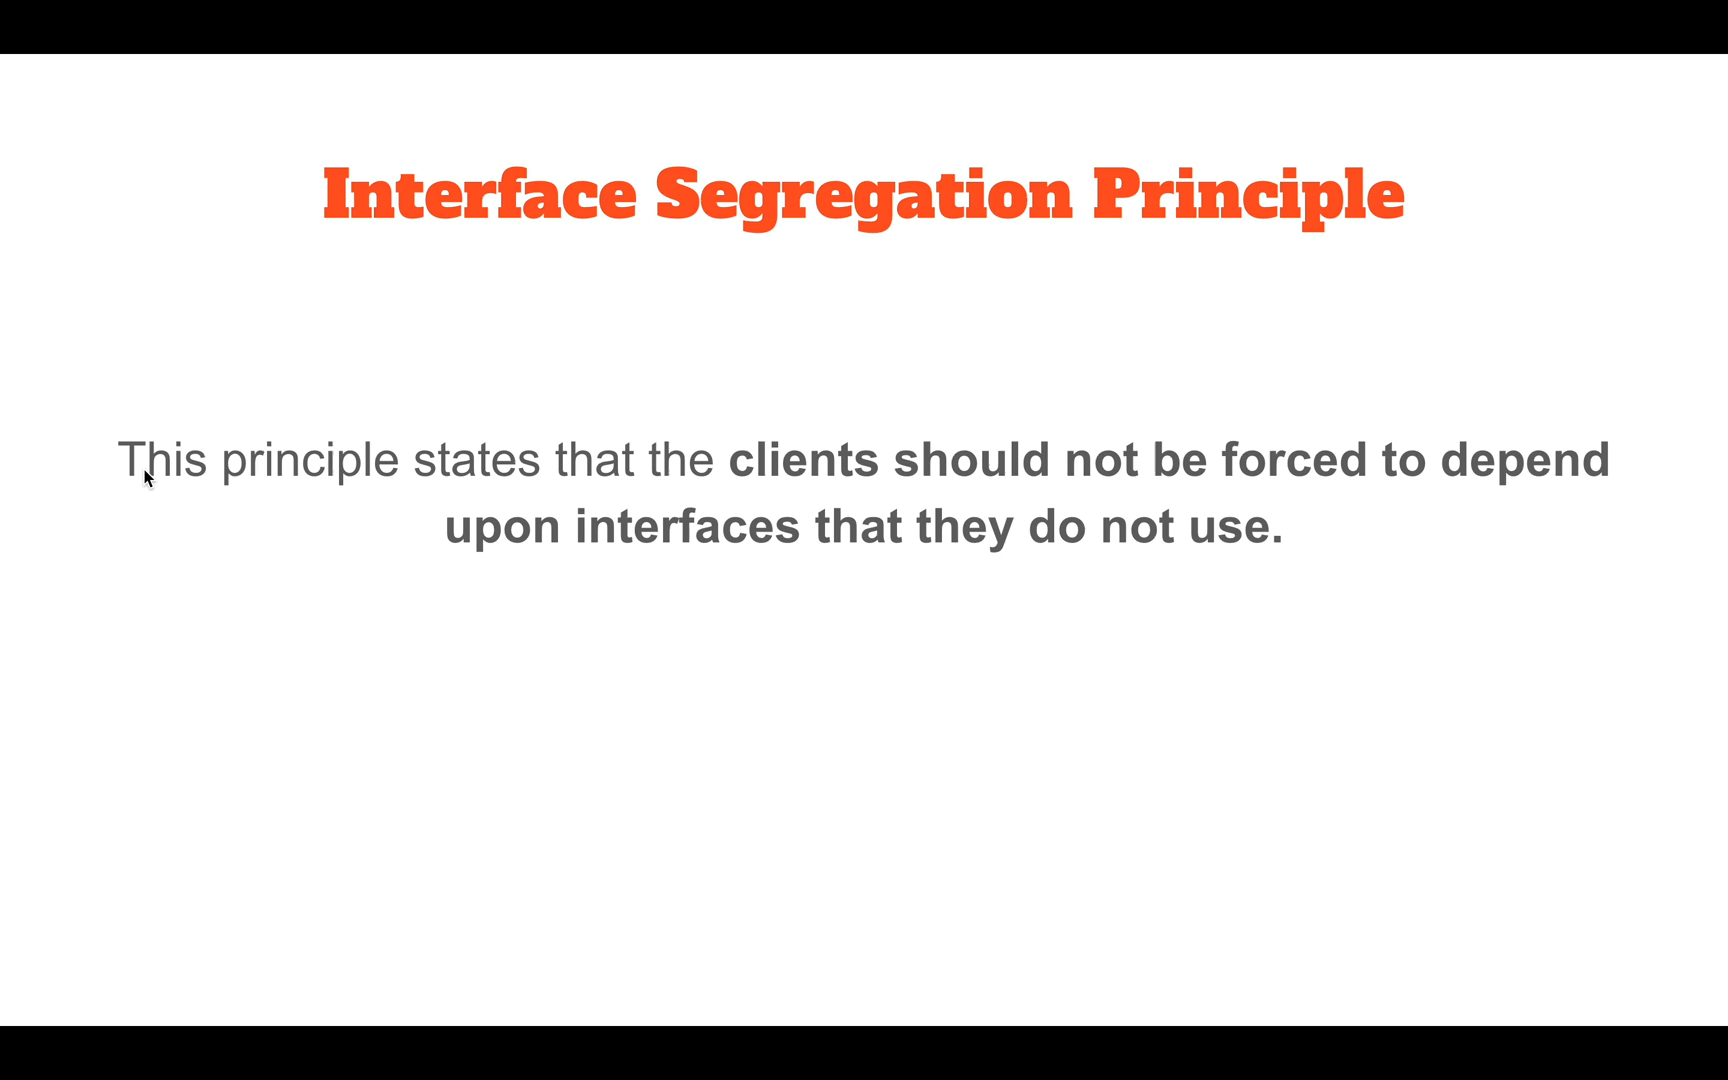 Interface Segregation Principle
This principle states that the clients should not be forced to depend
upon interfaces that they do not use.